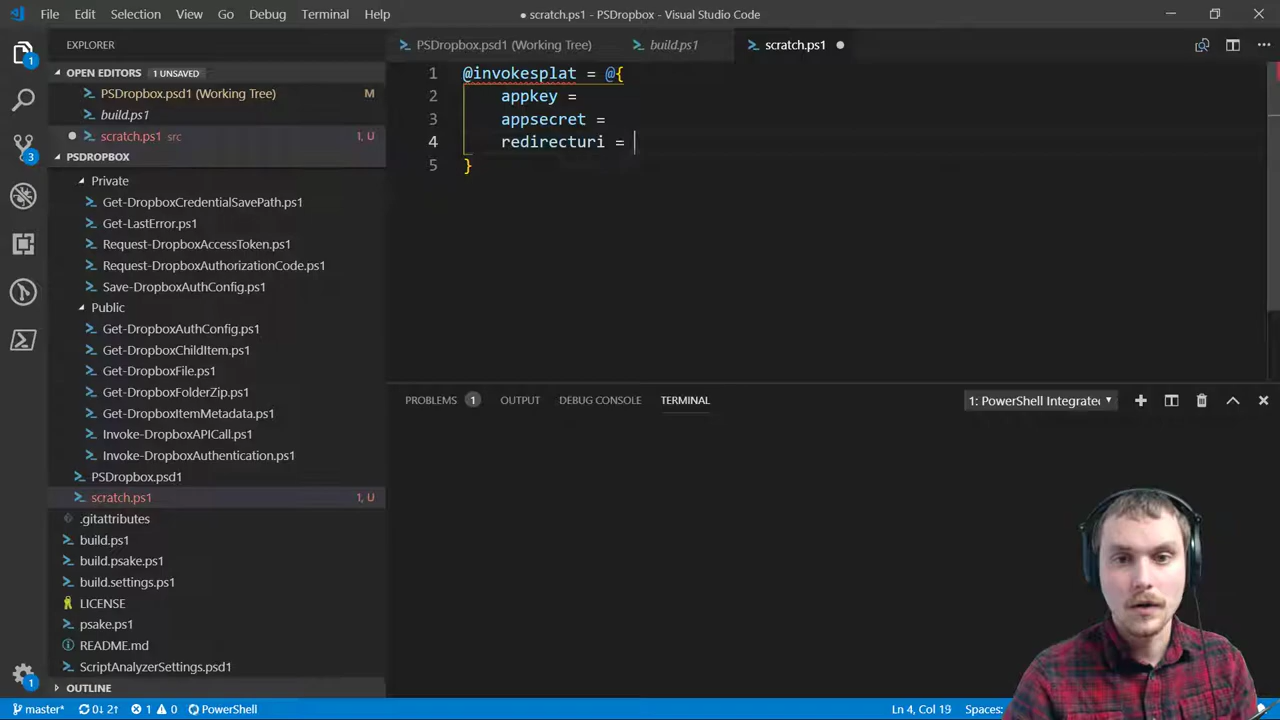 File Edit Selection View Go Debug Terminal Help
● scratch.ps1 - PSDropbox - Visual Studio Code
EXPLORER
PSDropbox.psd1 (Working Tree)
build.ps1
scratch.ps1 ●
OPEN EDITORS 1 UNSAVED
PSDropbox.psd1 (Working Tree) M
build.ps1
scratch.ps1 src 1, U
PSDROPBOX
Private
Get-DropboxCredentialSavePath.ps1
Get-LastError.ps1
Request-DropboxAccessToken.ps1
Request-DropboxAuthorizationCode.ps1
Save-DropboxAuthConfig.ps1
Public
Get-DropboxAuthConfig.ps1
Get-DropboxChildItem.ps1
Get-DropboxFile.ps1
Get-DropboxFolderZip.ps1
Get-DropboxItemMetadata.ps1
Invoke-DropboxAPICall.ps1
Invoke-DropboxAuthentication.ps1
PSDropbox.psd1
scratch.ps1 1, U
.gitattributes
build.ps1
build.psake.ps1
build.settings.ps1
LICENSE
psake.ps1
README.md
ScriptAnalyzerSettings.psd1
OUTLINE
1 @invokesplat = @{
2 appkey =
3 appsecret =
4 redirecturi =
5 }
PROBLEMS 1 OUTPUT DEBUG CONSOLE TERMINAL
1: PowerShell Integrated
1
3
1
master* 0↓ 2↑ 1 0 PowerShell
Ln 4, Col 19 Spaces: